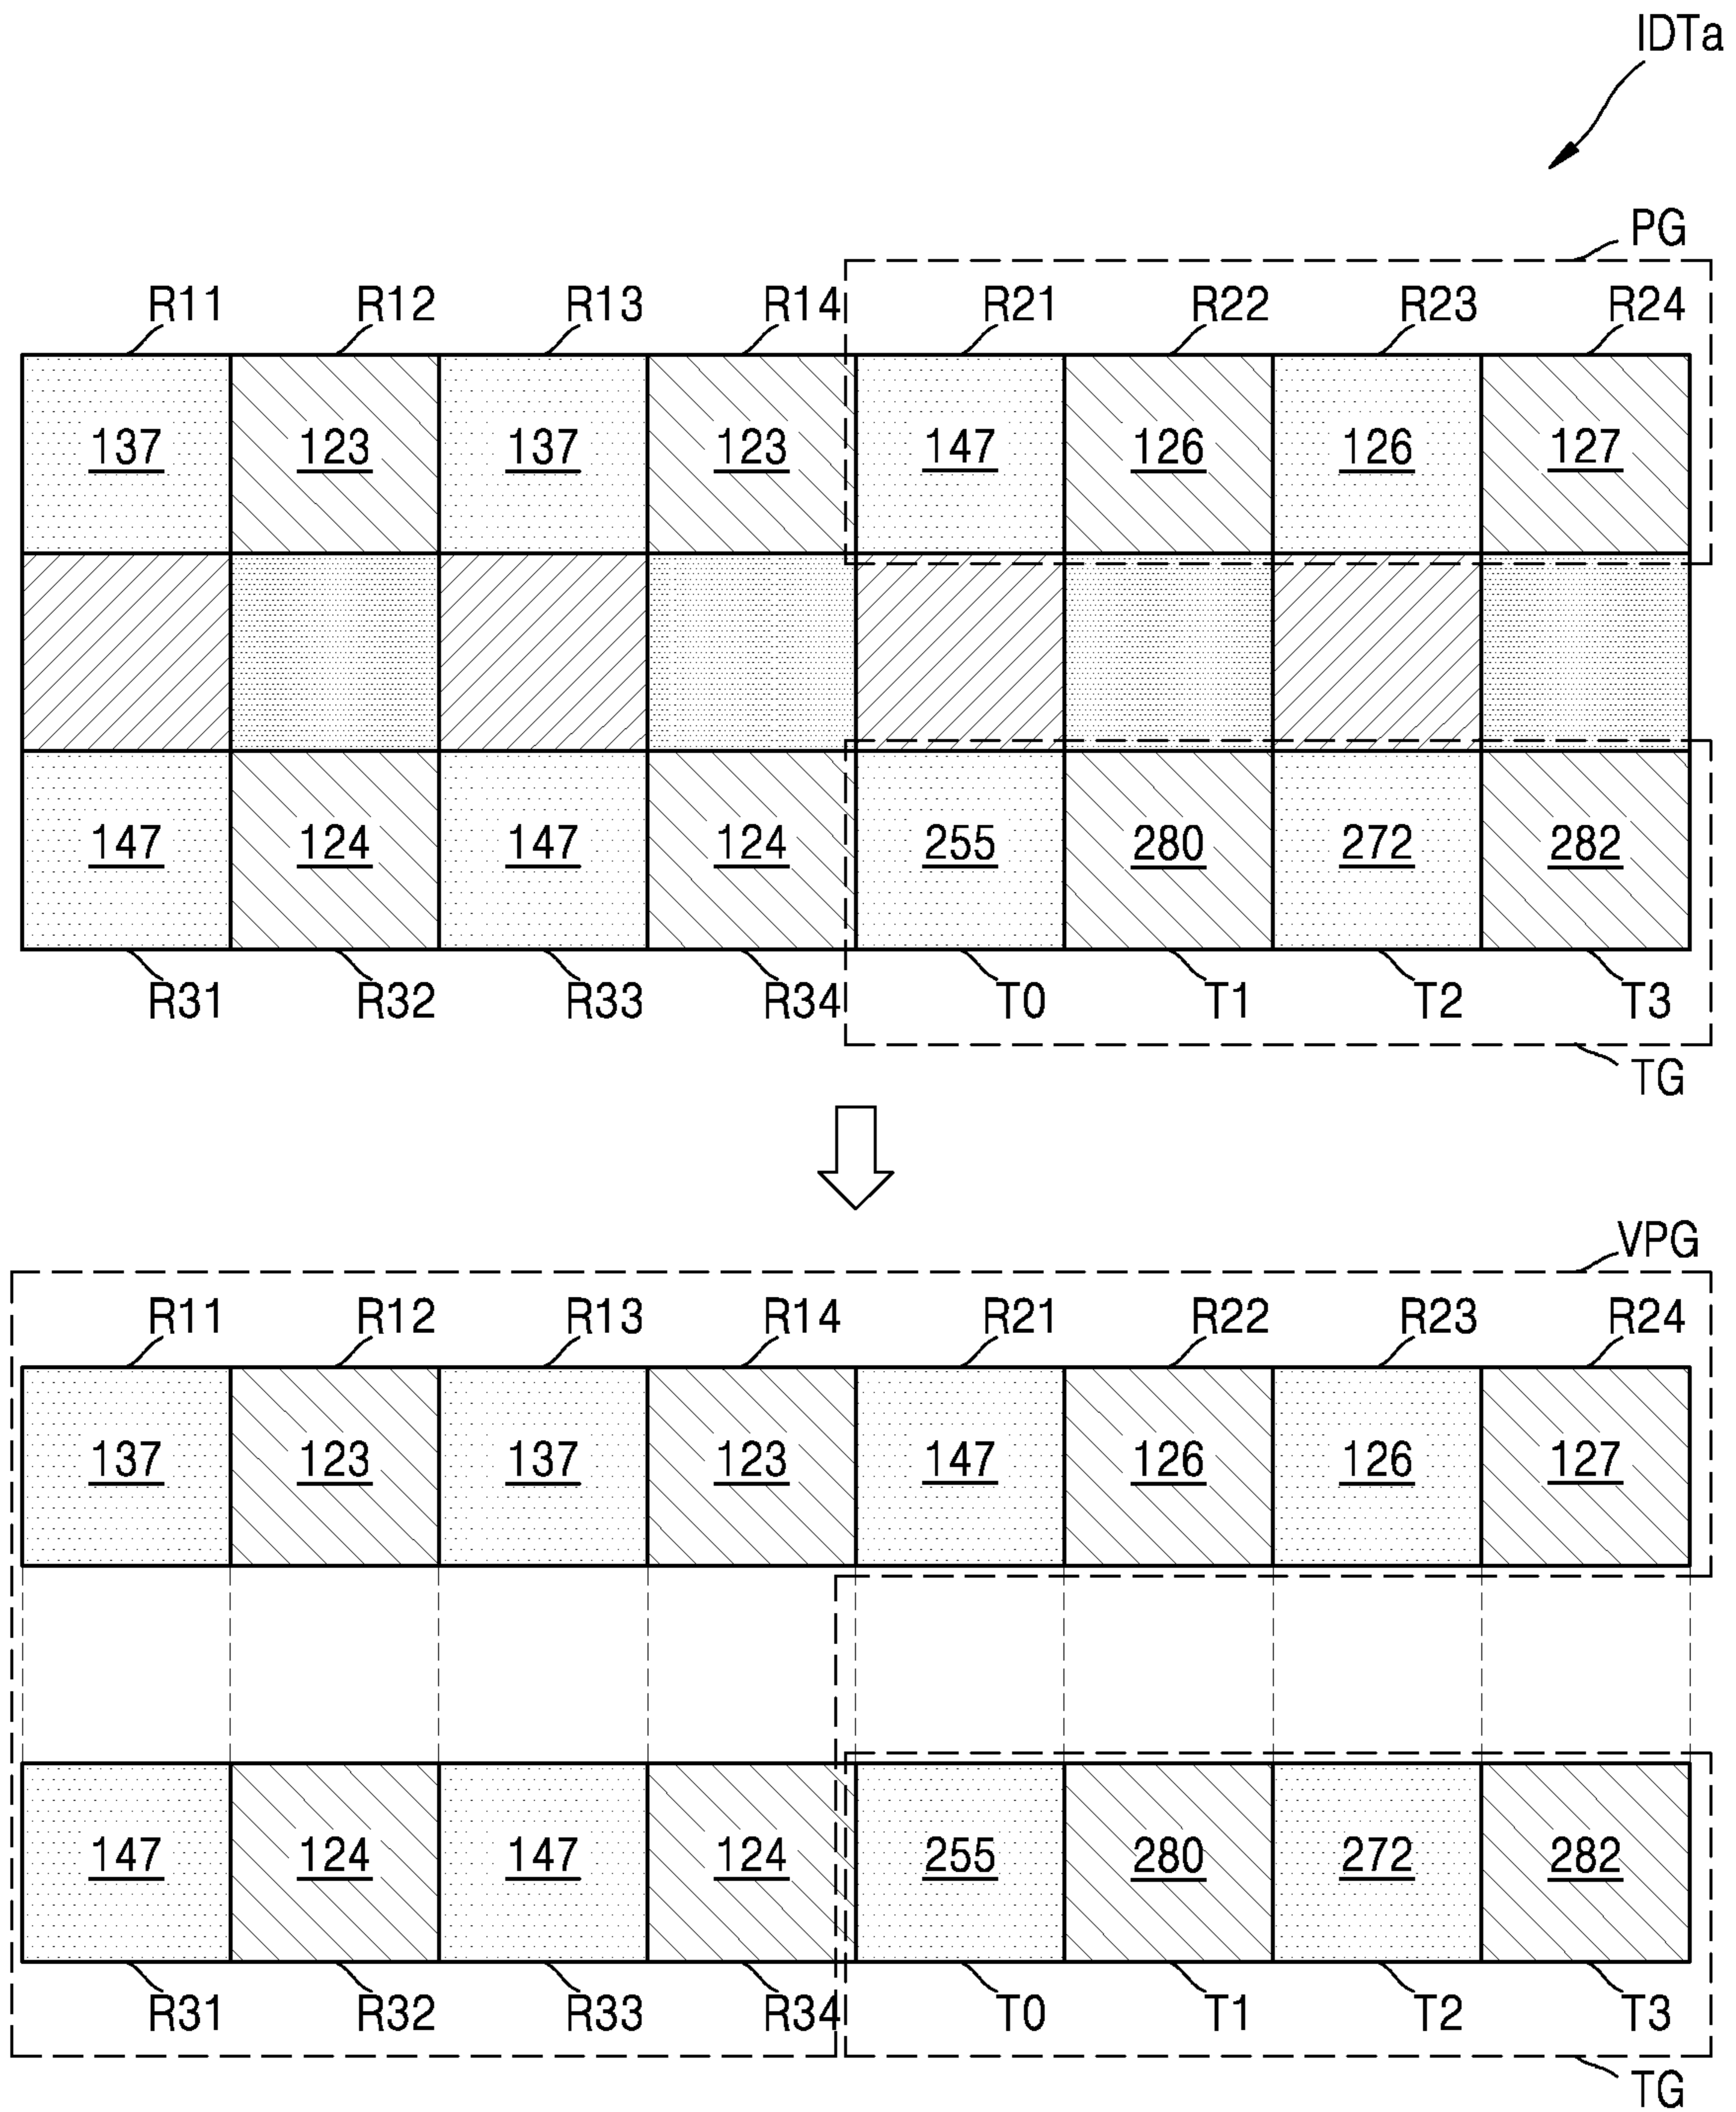 IDTa
PG
R11 R12 R13 R14 R21 R22 R23 R24
137 123 137 123 147 126 126 127
147 124 147 124 255 280 272 282
R31 R32 R33 R34 T0 T1 T2 T3
TG
VPG
R11 R12 R13 R14 R21 R22 R23 R24
137 123 137 123 147 126 126 127
147 124 147 124 255 280 272 282
R31 R32 R33 R34 T0 T1 T2 T3
TG